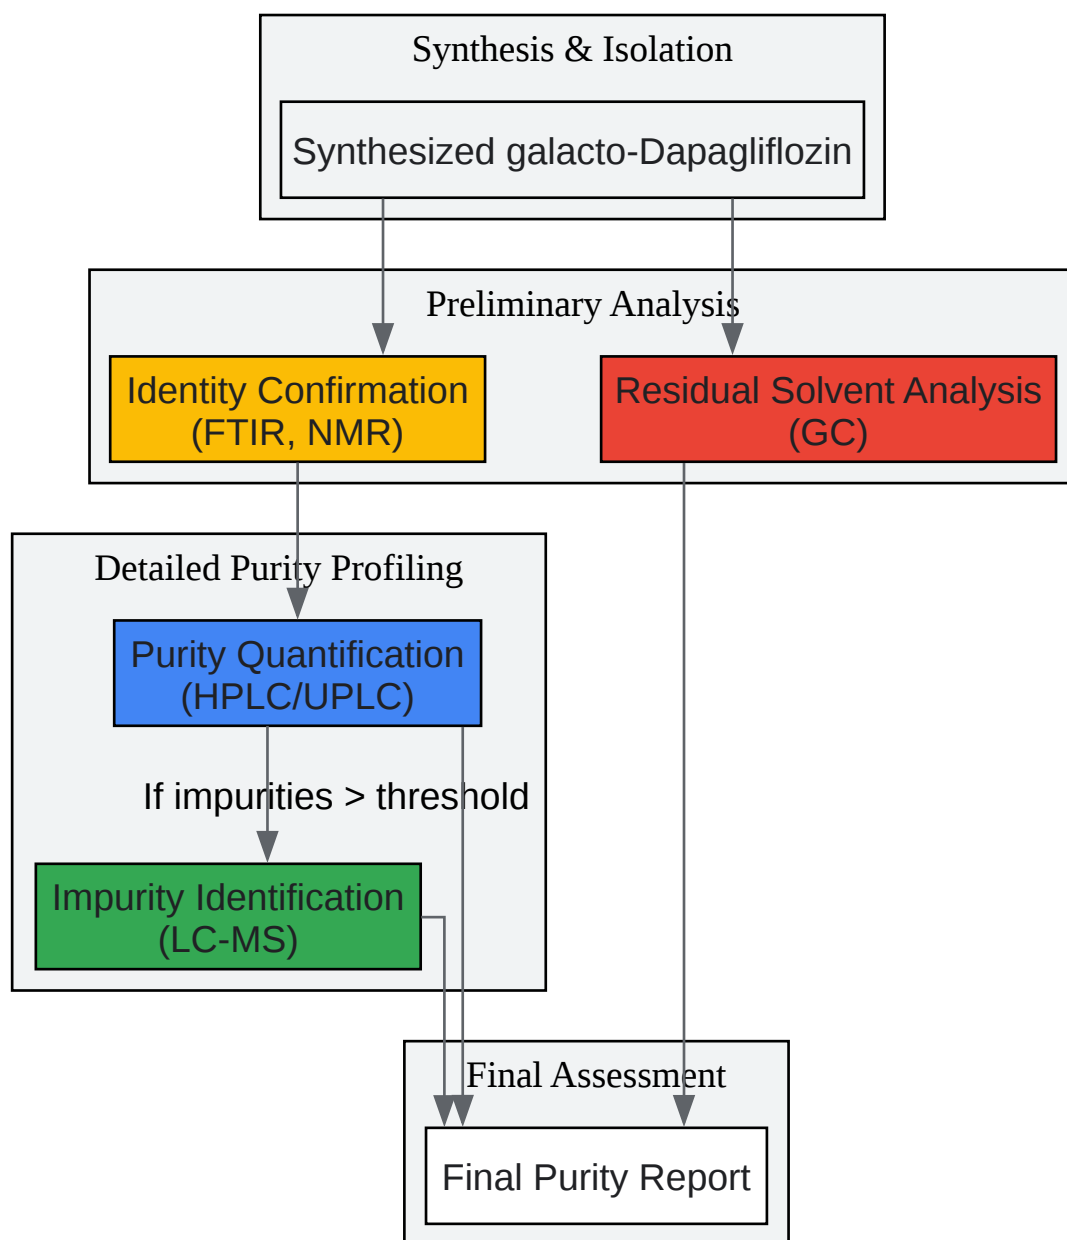 Synthesis & Isolation
Synthesized galacto-Dapagliflozin
Preliminary Analysis
Identity Confirmation
(FTIR, NMR)
Residual Solvent Analysis
(GC)
Detailed Purity Profiling
Purity Quantification
(HPLC/UPLC)
If impurities > threshold
Impurity Identification
(LC-MS)
Final Assessment
Final Purity Report